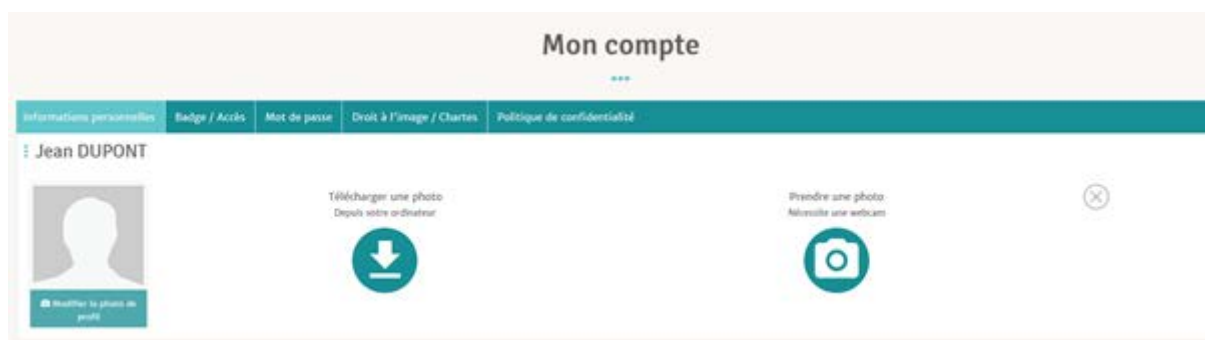 Mon compte
Informations personnelles
Badge / Accès
Mot de passe
Droit à l'image / Chartes
Politique de confidentialité
Jean DUPONT
Télécharger une photo
Depuis votre ordinateur
Prendre une photo
Nécessite une webcam
Modifier la photo de
profil